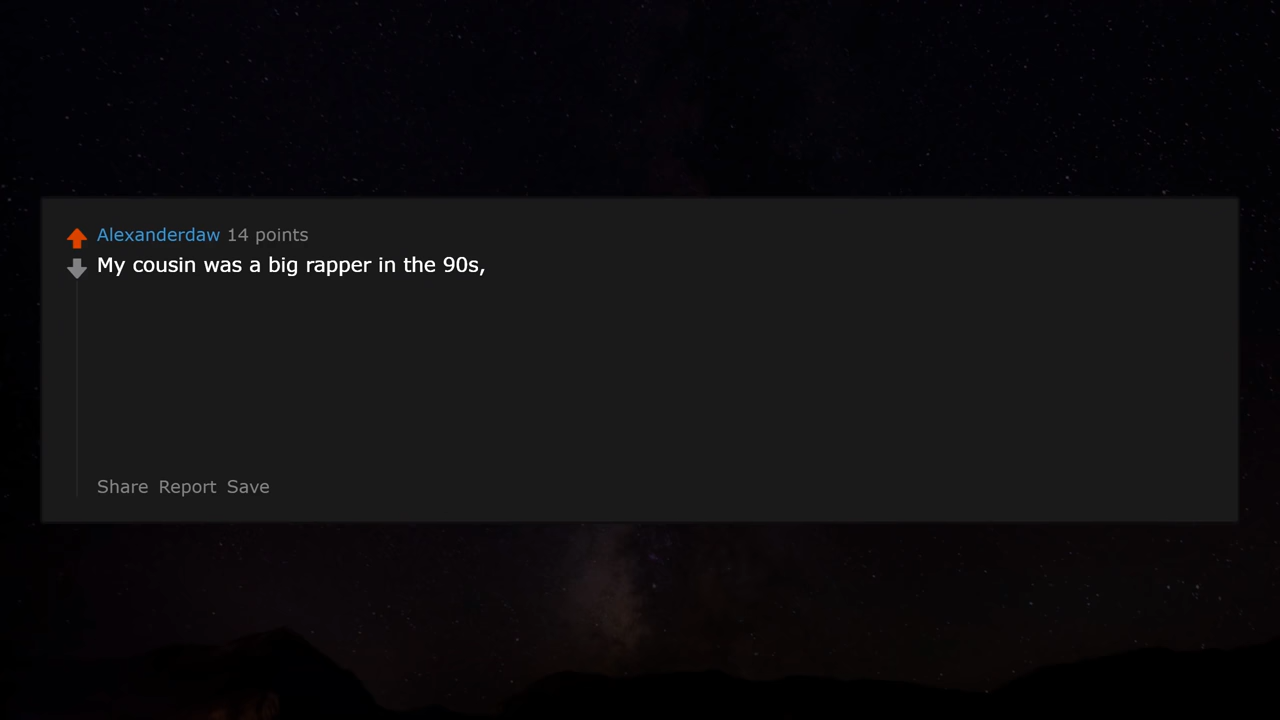 Alexanderdaw 14 points
My cousin was a big rapper in the 90s,
Share Report Save